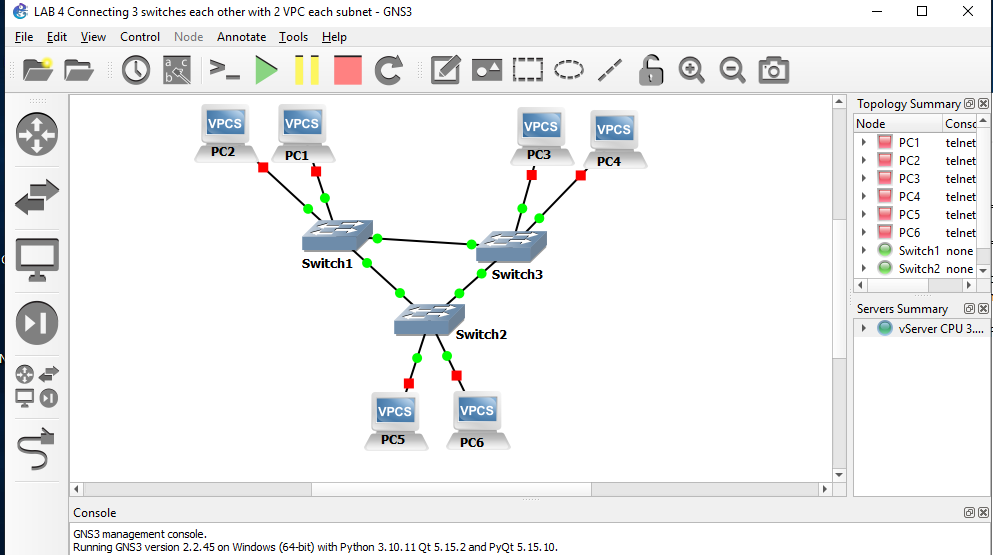 LAB 4 Connecting 3 switches each other with 2 VPC each subnet - GNS3
File Edit View Control Node Annotate Tools Help
a c
b
Topology Summary
Node Consc
PC1 telnet
PC2 telnet
PC3 telnet
PC4 telnet
PC5 telnet
PC6 telnet
Switch1 none
Switch2 none
Servers Summary
vServer CPU 3....
VPCS
PC2
VPCS
PC1
VPCS
PC3
VPCS
PC4
Switch1
Switch3
Switch2
VPCS
PC5
VPCS
PC6
Console
GNS3 management console.
Running GNS3 version 2.2.45 on Windows (64-bit) with Python 3.10.11 Qt 5.15.2 and PyQt 5.15.10.